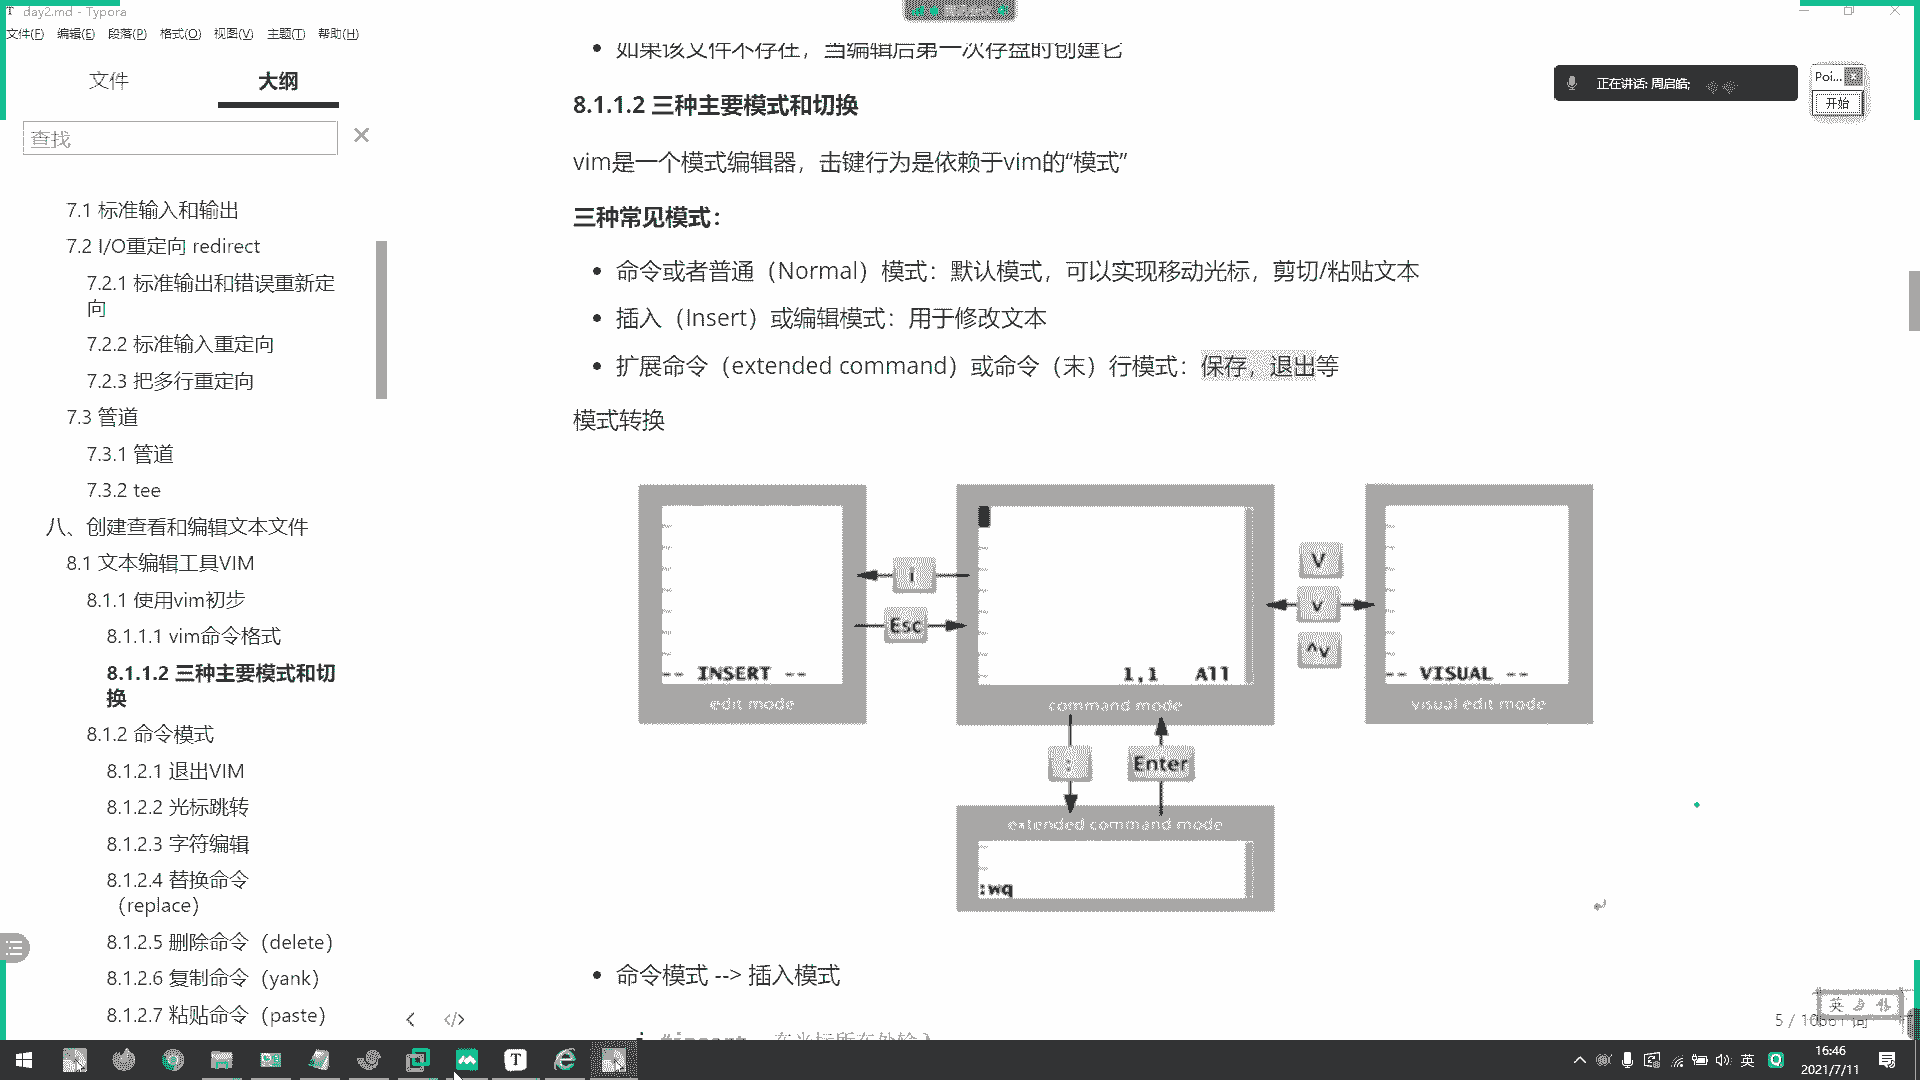 day2.md - Typora
文件(F) 编辑(E) 段落(P) 格式(O) 视图(V) 主题(T) 帮助(H)
文件 大纲
查找
7.1 标准输入和输出
7.2 I/O重定向 redirect
7.2.1 标准输出和错误重新定
向
7.2.2 标准输入重定向
7.2.3 把多行重定向
7.3 管道
7.3.1 管道
7.3.2 tee
八、创建查看和编辑文本文件
8.1 文本编辑工具VIM
8.1.1 使用vim初步
8.1.1.1 vim命令格式
8.1.1.2 三种主要模式和切
换
8.1.2 命令模式
8.1.2.1 退出VIM
8.1.2.2 光标跳转
8.1.2.3 字符编辑
8.1.2.4 替换命令
（replace）
8.1.2.5 删除命令（delete）
8.1.2.6 复制命令（yank）
8.1.2.7 粘贴命令（paste）
如果该文件不存在，当编辑后第一次存盘时创建它
8.1.1.2 三种主要模式和切换
vim是一个模式编辑器，击键行为是依赖于vim的“模式”
三种常见模式：
命令或者普通（Normal）模式：默认模式，可以实现移动光标，剪切/粘贴文本
插入（Insert）或编辑模式：用于修改文本
扩展命令（extended command）或命令（末）行模式：保存，退出等
模式转换
i
Esc
-- INSERT --
edit mode
1,1 All
command mode
V
v
^v
-- VISUAL --
visual edit mode
:
Enter
extended command mode
:wq
命令模式 --> 插入模式
i #insert, 在光标所在处输入
正在讲话: 周启皓;
Poi...
开始
英
5 / 词
英
16:46
2021/7/11